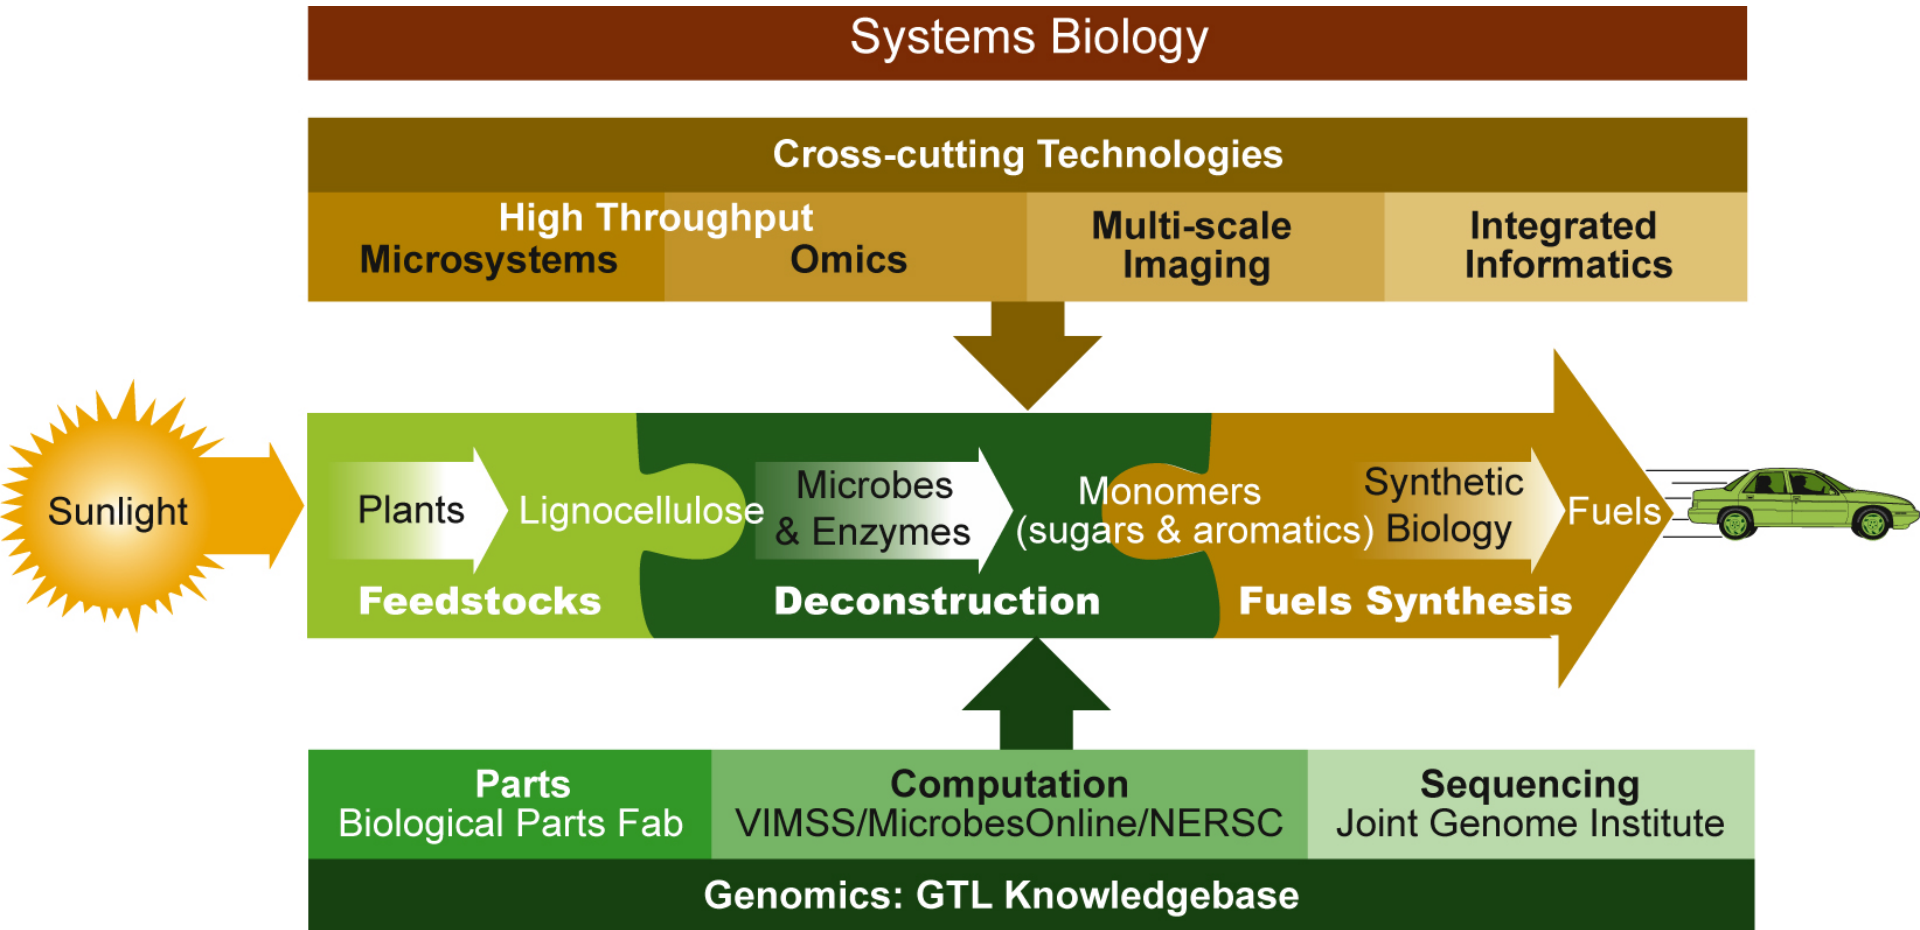 Systems Biology
Cross-cutting Technologies
High Throughput
Microsystems
Omics
Multi-scale
Imaging
Integrated
Informatics
Sunlight
Plants
Lignocellulose
Feedstocks
Microbes
& Enzymes
Deconstruction
Monomers
(sugars & aromatics)
Synthetic
Biology
Fuels
Fuels Synthesis
Parts
Biological Parts Fab
Computation
VIMSS/MicrobesOnline/NERSC
Sequencing
Joint Genome Institute
Genomics: GTL Knowledgebase